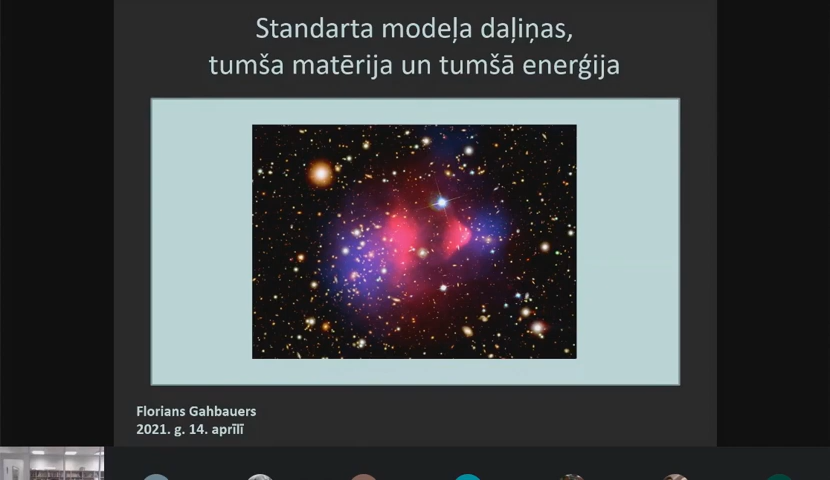 Standarta modeļa daļiņas,
tumša matērija un tumšā enerģija
Florians Gahbauers
2021. g. 14. aprīlī